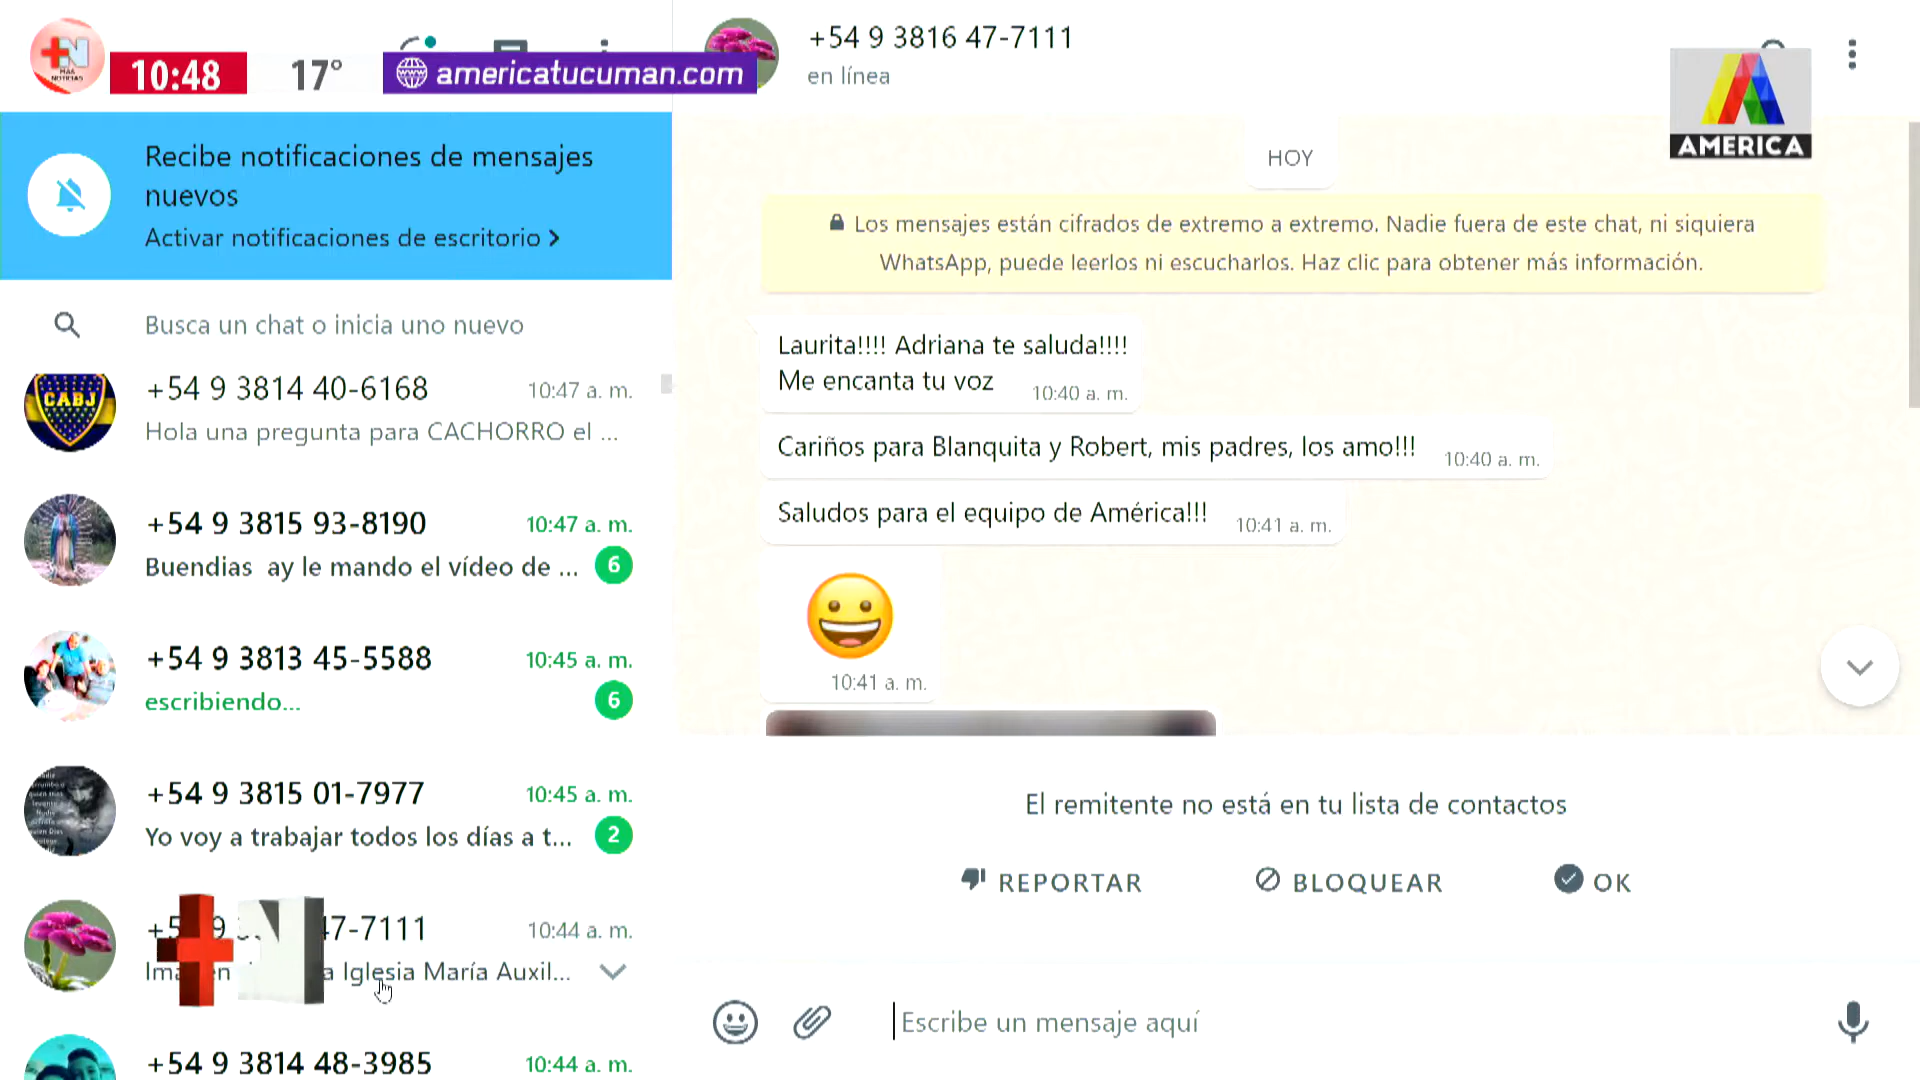 10:48
17°
americatucuman.com
+54 9 3816 47-7111
en línea
AMERICA
Recibe notificaciones de mensajes
nuevos
Activar notificaciones de escritorio
Busca un chat o inicia uno nuevo
CABJ
+54 9 3814 40-6168
10:47 a. m.
Hola una pregunta para CACHORRO el ...
+54 9 3815 93-8190
10:47 a. m.
Buendias ay le mando el vídeo de ...
6
+54 9 3813 45-5588
10:45 a. m.
escribiendo...
6
+54 9 3815 01-7977
10:45 a. m.
Yo voy a trabajar todos los días a t...
2
47-7111
10:44 a. m.
Iglesia María Auxil...
+N
+54 9 3814 48-3985
10:44 a. m.
HOY
Los mensajes están cifrados de extremo a extremo. Nadie fuera de este chat, ni siquiera
WhatsApp, puede leerlos ni escucharlos. Haz clic para obtener más información.
Laurita!!!! Adriana te saluda!!!!
Me encanta tu voz
10:40 a. m.
Cariños para Blanquita y Robert, mis padres, los amo!!!
10:40 a. m.
Saludos para el equipo de América!!!
10:41 a. m.
10:41 a. m.
El remitente no está en tu lista de contactos
REPORTAR
BLOQUEAR
OK
Escribe un mensaje aquí